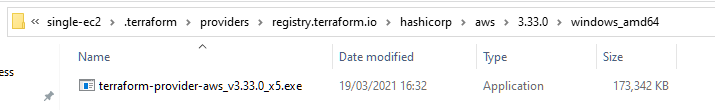 « single-ec2 > .terraform > providers > registry.terraform.io > hashicorp > aws > 3.33.0 > windows_amd64
Name Date modified Type Size
ess
terraform-provider-aws_v3.33.0_x5.exe 19/03/2021 16:32 Application 173,342 KB